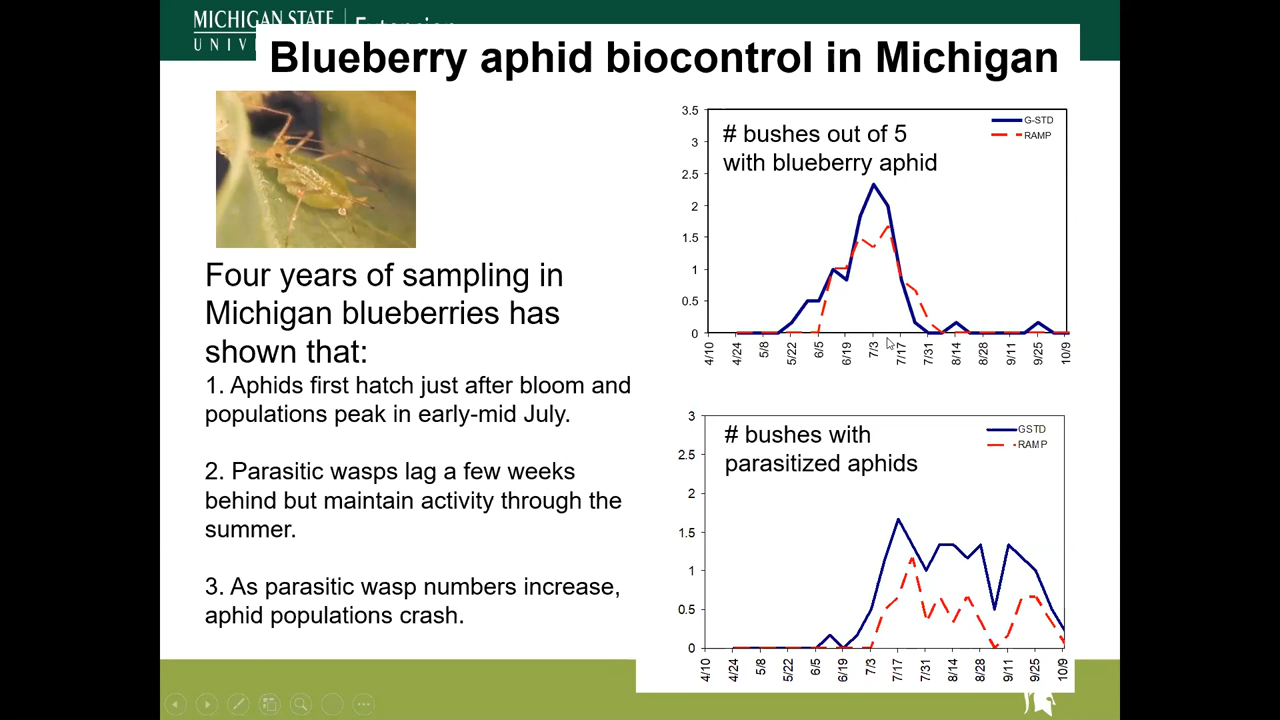 MICHIGAN STATE
UNIV
Extension
Blueberry aphid biocontrol in Michigan
Four years of sampling in
Michigan blueberries has
shown that:
1. Aphids first hatch just after bloom and
populations peak in early-mid July.
2. Parasitic wasps lag a few weeks
behind but maintain activity through the
summer.
3. As parasitic wasp numbers increase,
aphid populations crash.
# bushes out of 5
with blueberry aphid
G-STD
RAMP
3.5
3
2.5
2
1.5
1
0.5
0
4/10 4/24 5/8 5/22 6/5 6/19 7/3 7/17 7/31 8/14 8/28 9/11 9/25 10/9
# bushes with
parasitized aphids
GSTD
RAMP
3
2.5
2
1.5
1
0.5
0
4/10 4/24 5/8 5/22 6/5 6/19 7/3 7/17 7/31 8/14 8/28 9/11 9/25 10/9